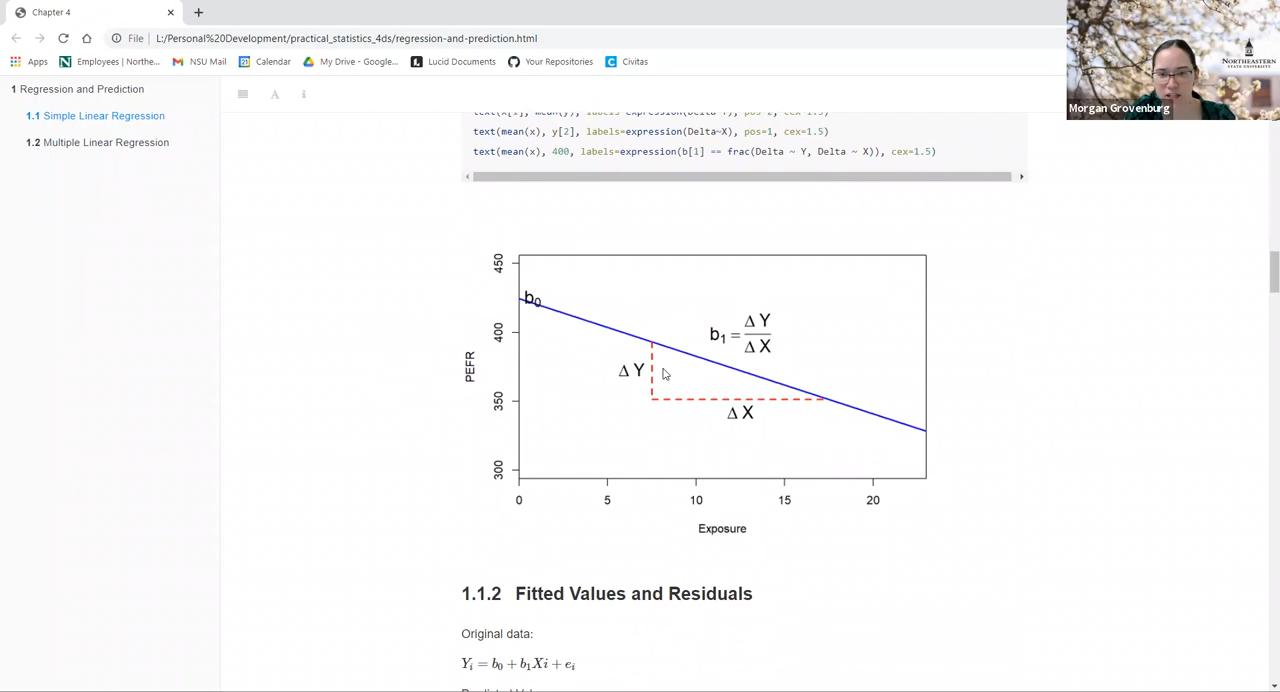 Chapter 4
File
L:/Personal%20Development/practical_statistics_4ds/regression-and-prediction.html
Apps
Employees | Northe...
NSU Mail
Calendar
My Drive - Google...
Lucid Documents
Your Repositories
Civitas
NORTHEASTERN
STATE UNIVERSITY
Morgan Grovenburg
1 Regression and Prediction
1.1 Simple Linear Regression
1.2 Multiple Linear Regression
text(mean(x), y[2], labels=expression(Delta~X), pos=1, cex=1.5)
text(mean(x), 400, labels=expression(b[1] == frac(Delta ~ Y, Delta ~ X)), cex=1.5)
450
400
350
300
PEFR
b0
b1 = Δ Y / Δ X
Δ Y
Δ X
0 5 10 15 20
Exposure
1.1.2 Fitted Values and Residuals
Original data:
Yi = b0 + b1Xi + ei